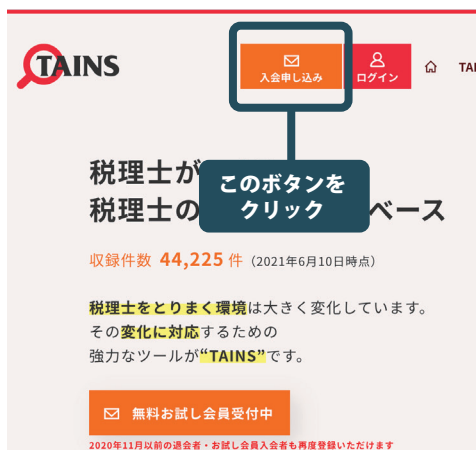 TAINS
入会申し込み
ログイン
TAI
このボタンを
クリック
税理士が
税理士の
ベース
収録件数 44,225 件 (2021年6月10日時点)
税理士をとりまく環境は大きく変化しています。
その変化に対応するための
強力なツールが“TAINS”です。
無料お試し会員受付中
2020年11月以前の退会者・お試し会員入会者も再度登録いただけます